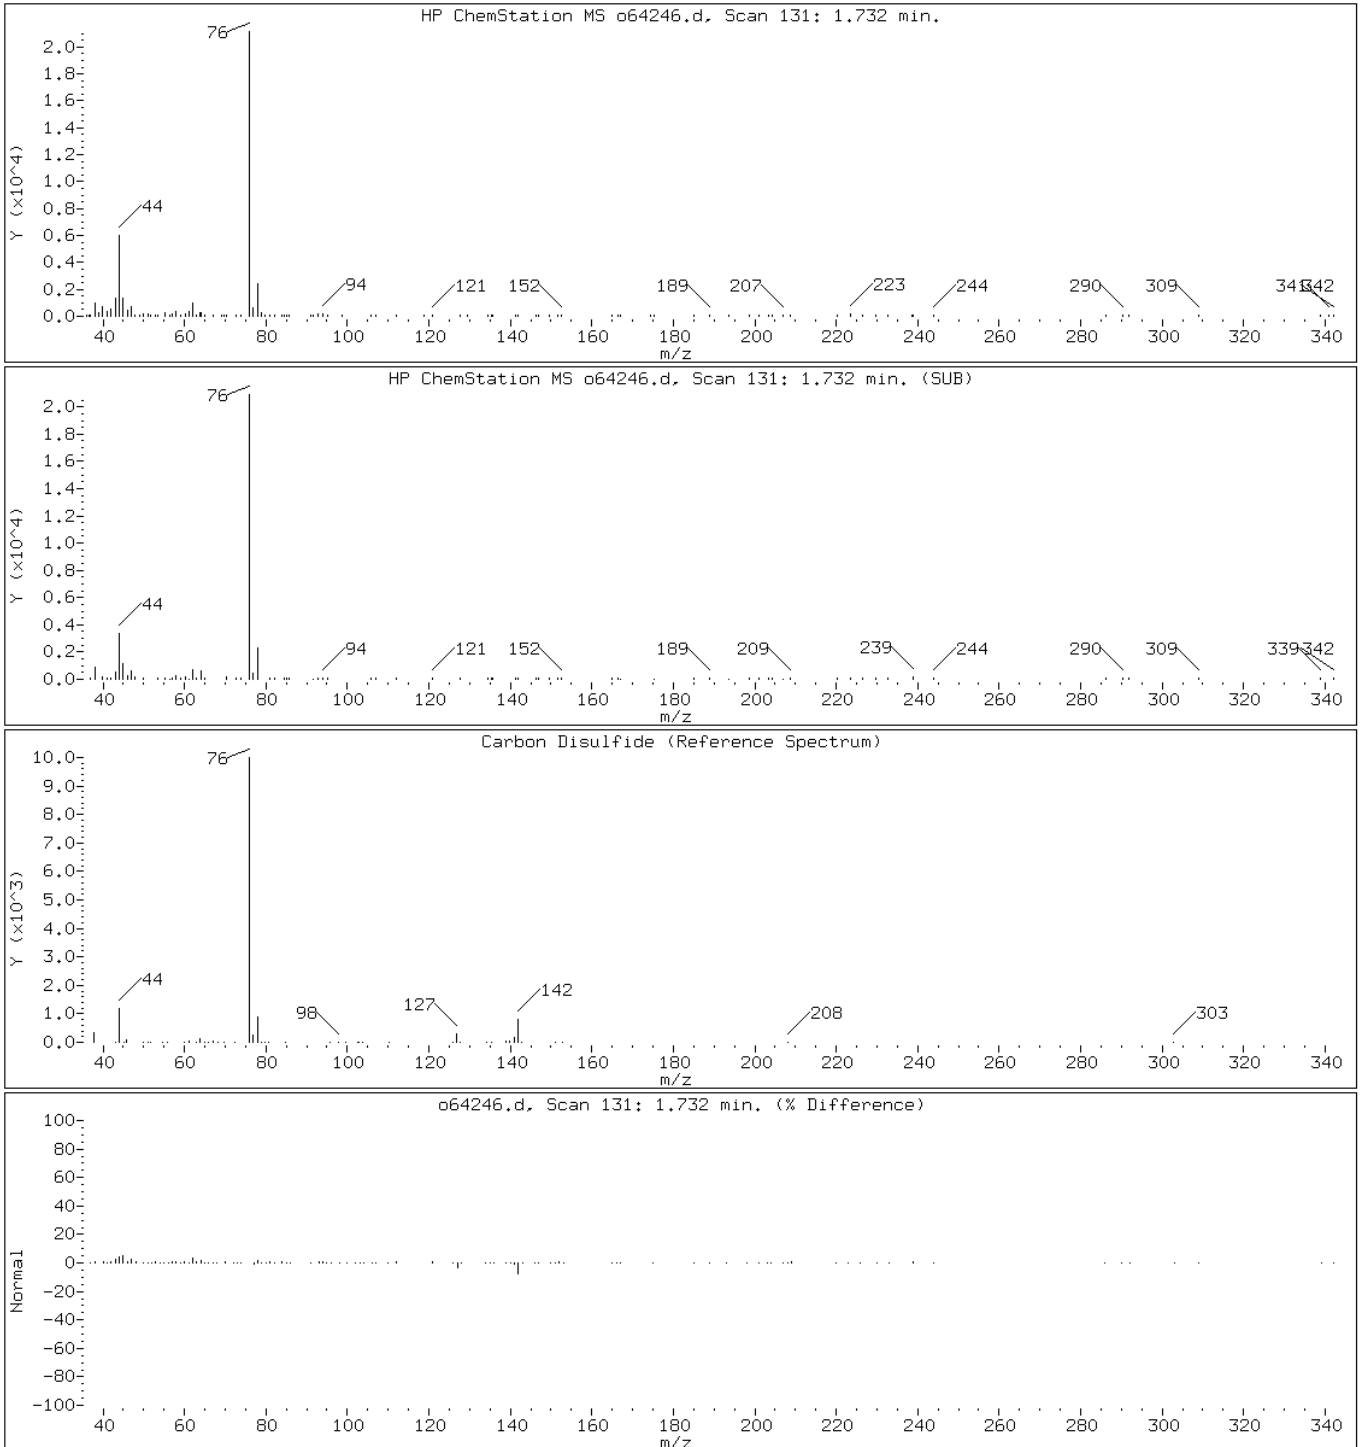 HP ChemStation MS o64246.d, Scan 131: 1.732 min.
76
2.0
1.8
1.6
1.4
1.2
1.0
0.8
0.6
0.4
0.2
0.0
Y (x10^4)
44
94 121 152 189 207 223 244 290 309 341 342
40 60 80 100 120 140 160 180 200 220 240 260 280 300 320 340
m/z
HP ChemStation MS o64246.d, Scan 131: 1.732 min. (SUB)
76
2.0
1.8
1.6
1.4
1.2
1.0
0.8
0.6
0.4
0.2
0.0
Y (x10^4)
44
94 121 152 189 209 239 244 290 309 339 342
40 60 80 100 120 140 160 180 200 220 240 260 280 300 320 340
m/z
Carbon Disulfide (Reference Spectrum)
76
10.0
9.0
8.0
7.0
6.0
5.0
4.0
3.0
2.0
1.0
0.0
Y (x10^3)
44
98 127 142 208 303
40 60 80 100 120 140 160 180 200 220 240 260 280 300 320 340
m/z
o64246.d, Scan 131: 1.732 min. (% Difference)
100
80
60
40
20
0
-20
-40
-60
-80
-100
Normal
40 60 80 100 120 140 160 180 200 220 240 260 280 300 320 340
m/z